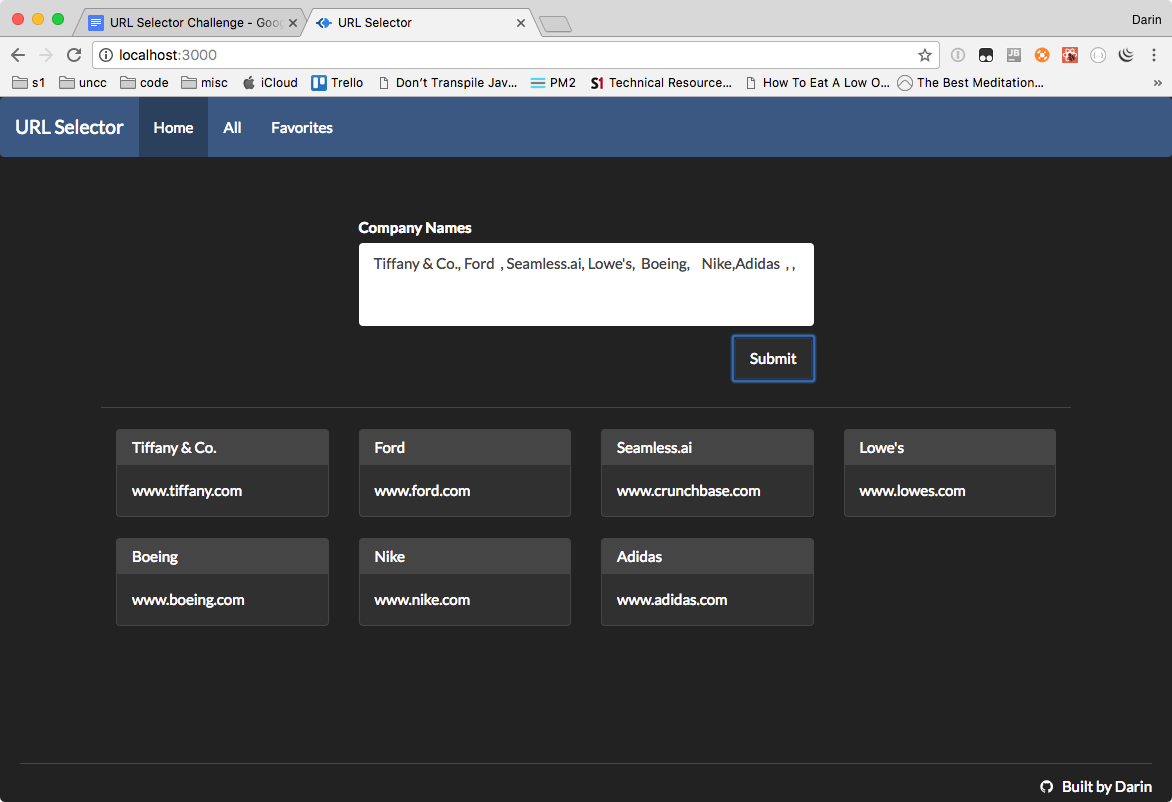 URL Selector Challenge - Goo
URL Selector
Darin
localhost:3000
s1 uncc code misc iCloud Trello Don't Transpile Jav... PM2 S1 Technical Resource... How To Eat A Low O... The Best Meditation... »
URL Selector Home All Favorites
Company Names
Tiffany & Co., Ford , Seamless.ai, Lowe's, Boeing, Nike,Adidas , ,
Submit
Tiffany & Co. Ford Seamless.ai Lowe's
www.tiffany.com www.ford.com www.crunchbase.com www.lowes.com
Boeing Nike Adidas
www.boeing.com www.nike.com www.adidas.com
Built by Darin